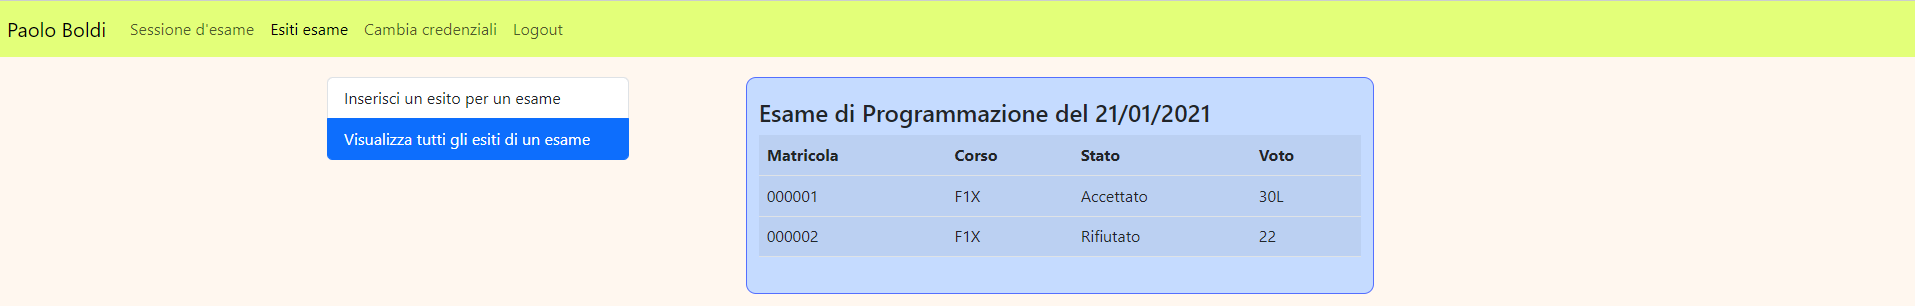 Paolo Boldi Sessione d'esame Esiti esame Cambia credenziali Logout
Inserisci un esito per un esame
Visualizza tutti gli esiti di un esame
Esame di Programmazione del 21/01/2021
Matricola Corso Stato Voto
000001 F1X Accettato 30L
000002 F1X Rifiutato 22